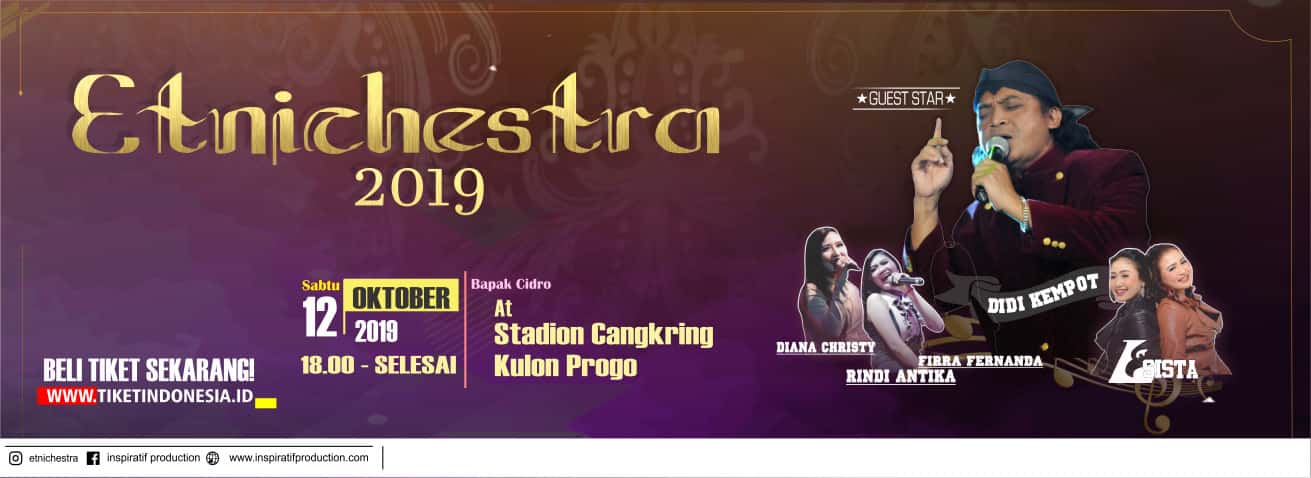 Etnichestra
2019
★GUEST STAR★
Sabtu
12
OKTOBER
2019
18.00 - SELESAI
Bapak Cidro
At
Stadion Cangkring
Kulon Progo
BELI TIKET SEKARANG!
WWW.TIKETINDONESIA.ID
DIDI KEMPOT
DIANA CHRISTY
FIRRA FERNANDA
RINDI ANTIKA
SISTA
etnichestra
inspiratif production
www.inspiratifproduction.com